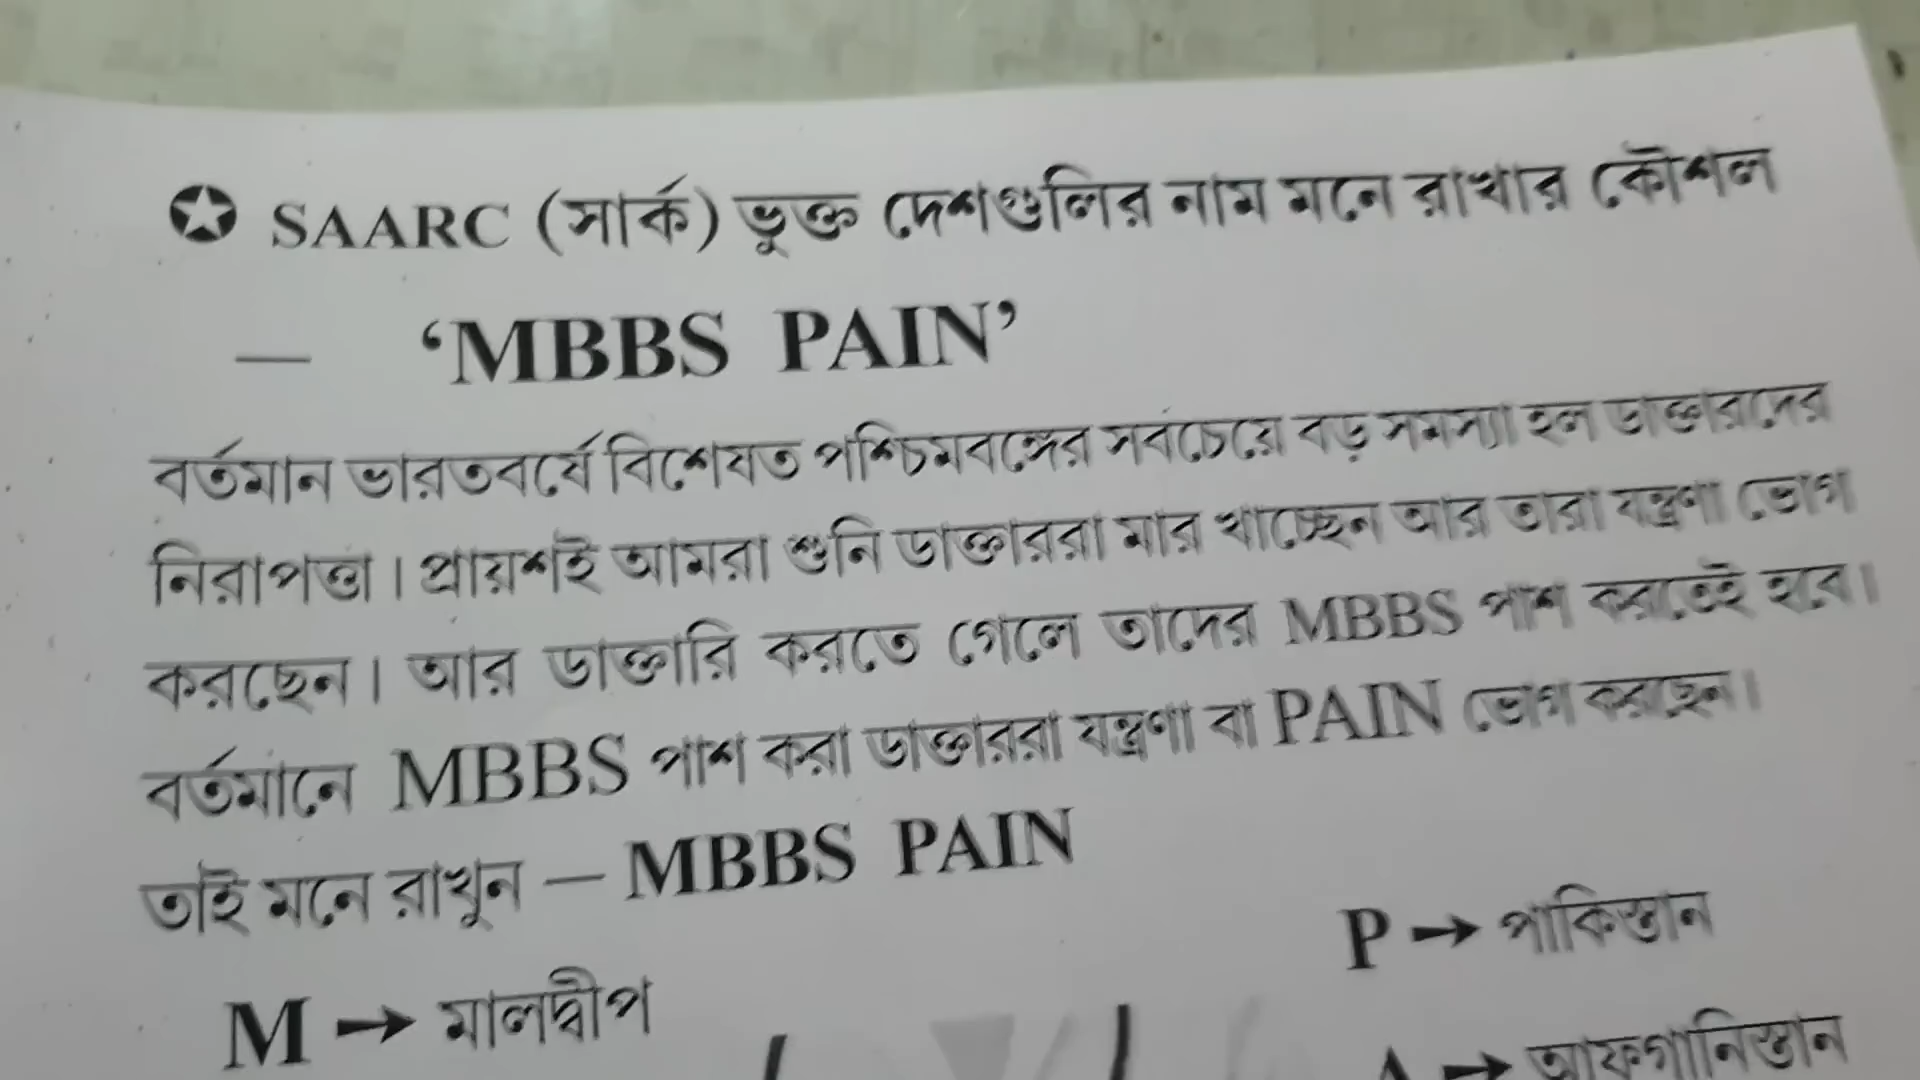 ✪ SAARC (সার্ক) ভূক্ত দেশগুলির নাম মনে রাখার কৌশল
— ‘MBBS PAIN’
বর্তমান ভারতবর্ষে বিশেষত পশ্চিমবঙ্গের সবচেয়ে বড় সমস্যা হল ডাক্তারদের
নিরাপত্তা। প্রায়শই আমরা শুনি ডাক্তাররা মার খাচ্ছেন আর তারা যন্ত্রণা ভোগ
করছেন। আর ডাক্তারি করতে গেলে তাদের MBBS পাশ করতেই হবে।
বর্তমানে MBBS পাশ করা ডাক্তাররা যন্ত্রণা বা PAIN ভোগ করছেন।
তাই মনে রাখুন — MBBS PAIN
P → পাকিস্তান
M → মালদ্বীপ
A → আফগানিস্তান